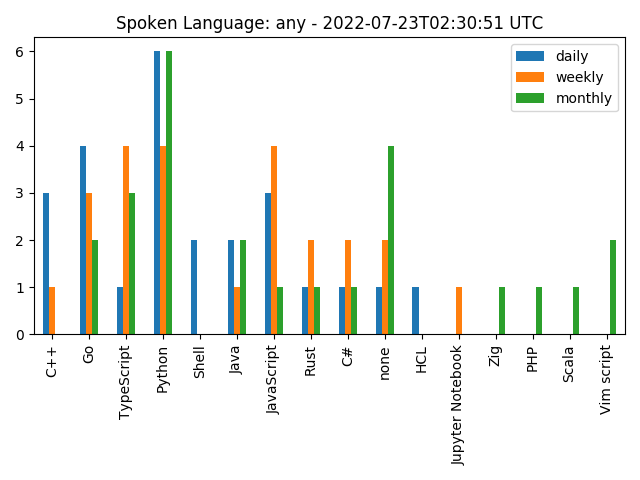 Spoken Language: any - 2022-07-23T02:30:51 UTC
daily
weekly
monthly
6
5
4
3
2
1
0
C++
Go
TypeScript
Python
Shell
Java
JavaScript
Rust
C#
none
HCL
Jupyter Notebook
Zig
PHP
Scala
Vim script